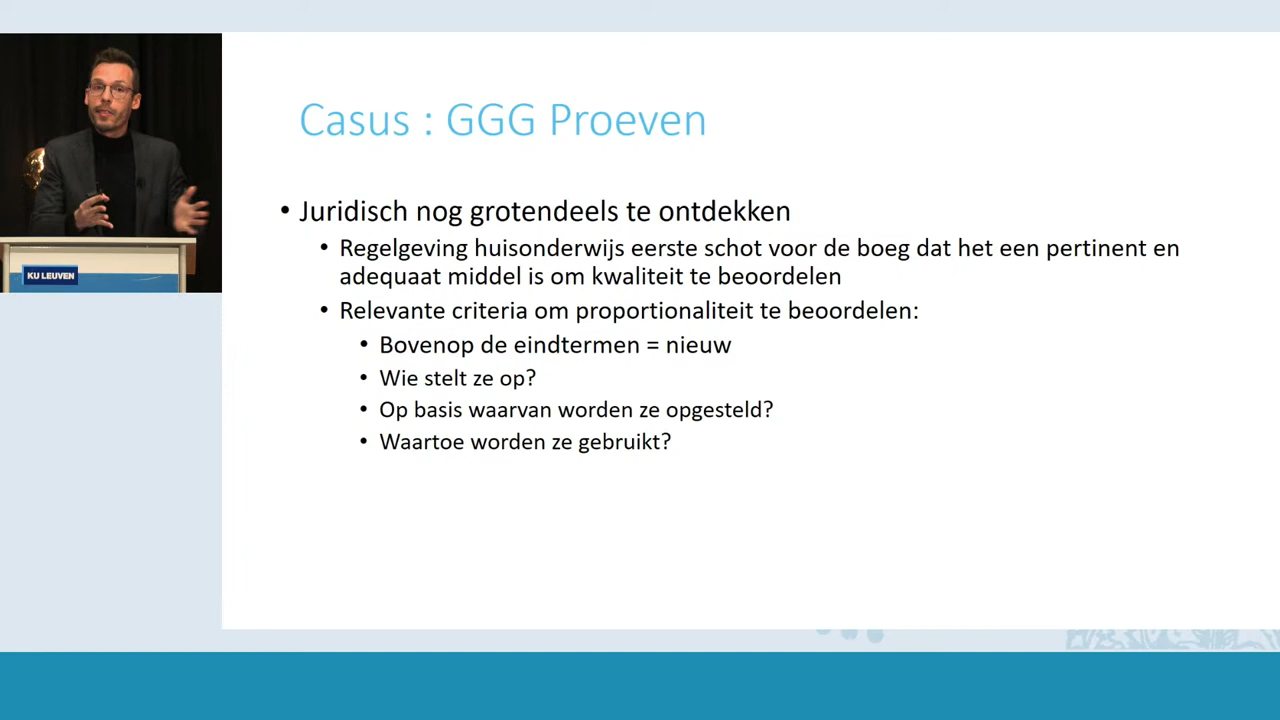 Casus : GGG Proeven
• Juridisch nog grotendeels te ontdekken
• Regelgeving huisonderwijs eerste schot voor de boeg dat het een pertinent en
adequaat middel is om kwaliteit te beoordelen
• Relevante criteria om proportionaliteit te beoordelen:
• Bovenop de eindtermen = nieuw
• Wie stelt ze op?
• Op basis waarvan worden ze opgesteld?
• Waartoe worden ze gebruikt?
KU LEUVEN